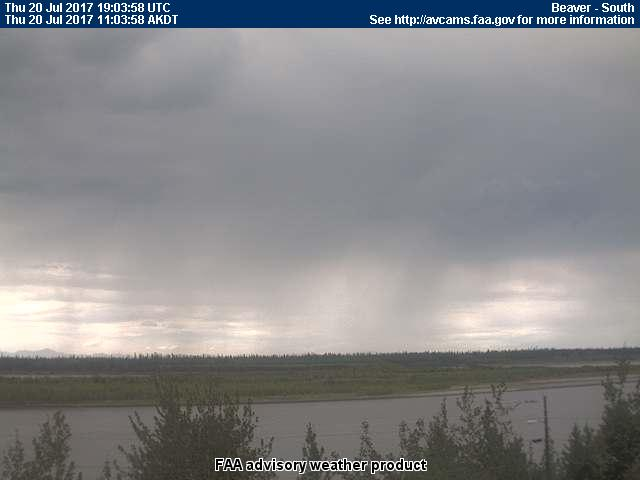 Thu 20 Jul 2017 19:03:58 UTC Beaver - South
Thu 20 Jul 2017 11:03:58 AKDT See http://avcams.faa.gov for more information
FAA advisory weather product